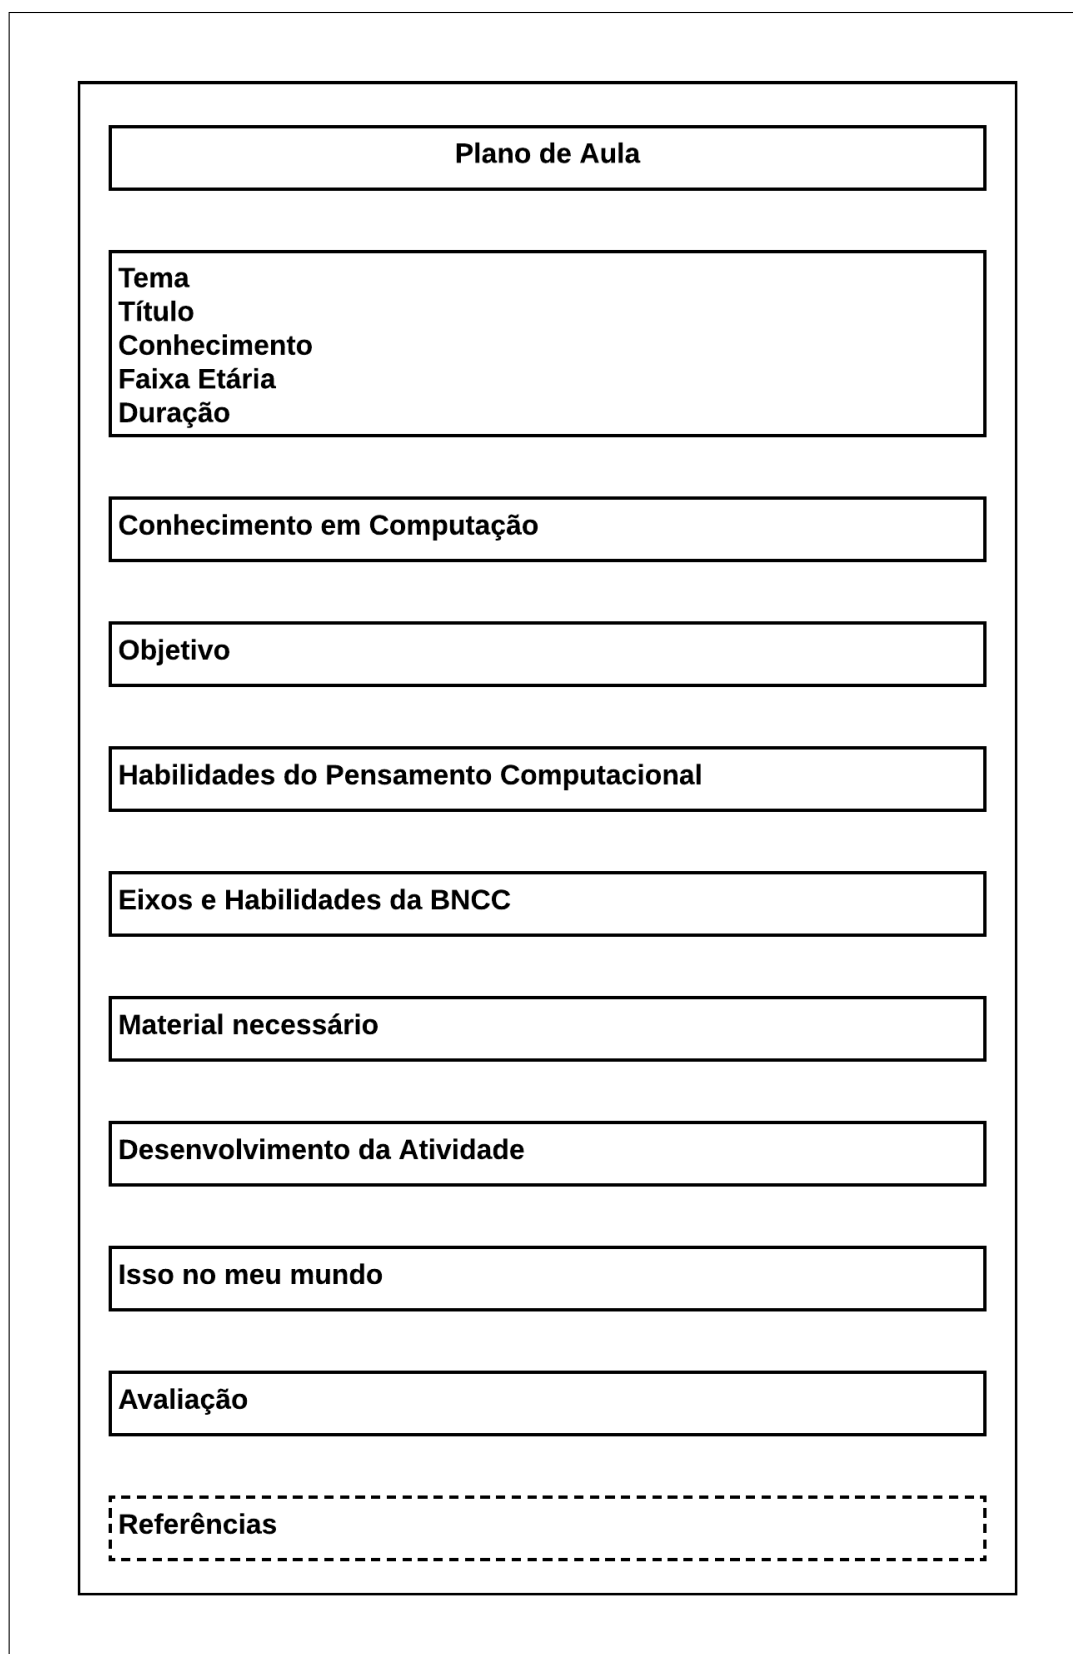 Plano de Aula
Tema
Título
Conhecimento
Faixa Etária
Duração
Conhecimento em Computação
Objetivo
Habilidades do Pensamento Computacional
Eixos e Habilidades da BNCC
Material necessário
Desenvolvimento da Atividade
Isso no meu mundo
Avaliação
Referências